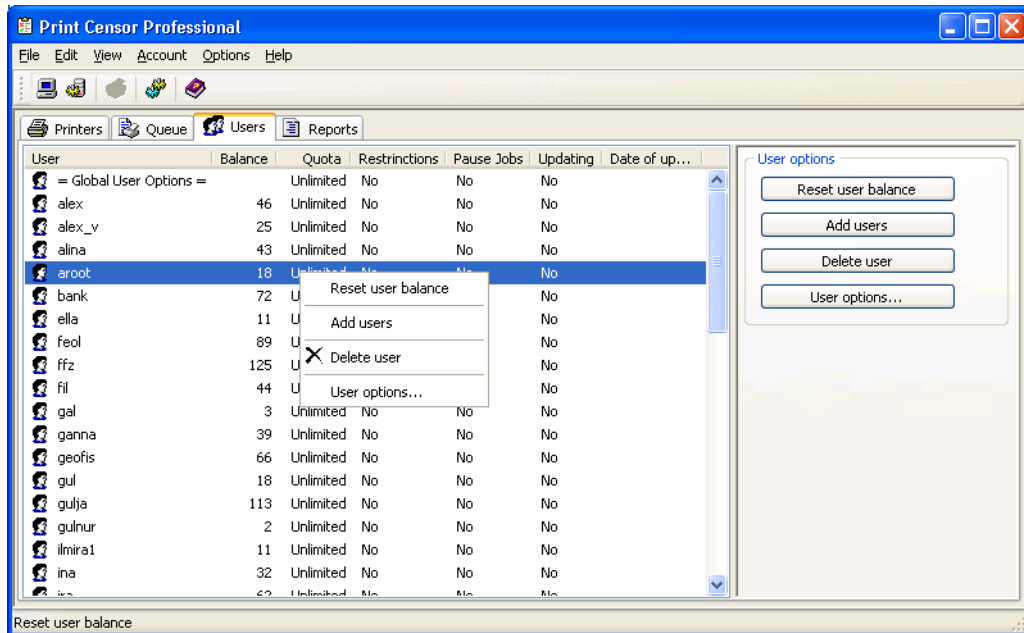 Print Censor Professional
File Edit View Account Options Help
Printers Queue Users Reports
User Balance Quota Restrinctions Pause Jobs Updating Date of up...
= Global User Options = Unlimited No No No
alex 46 Unlimited No No No
alex_v 25 Unlimited No No No
alina 43 Unlimited No No No
aroot 18 Unlimited No No No
bank 72 U No
ella 11 U No
feol 89 U No
ffz 125 U No
fil 44 U No
gal 3 Unlimited No No No
ganna 39 Unlimited No No No
geofis 66 Unlimited No No No
gul 18 Unlimited No No No
gulja 113 Unlimited No No No
gulnur 2 Unlimited No No No
ilmira1 11 Unlimited No No No
ina 32 Unlimited No No No
Unlimited No No No
Reset user balance
Add users
Delete user
User options...
User options
Reset user balance
Add users
Delete user
User options...
Reset user balance